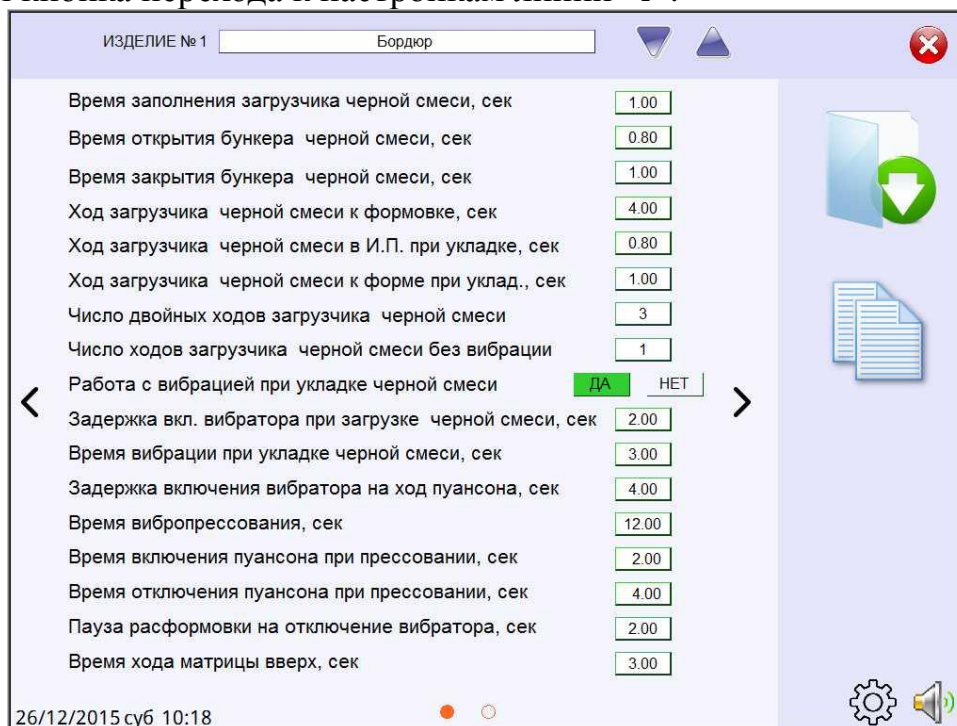 ИЗДЕЛИЕ № 1 Бордюр
Время заполнения загрузчика черной смеси, сек 1.00
Время открытия бункера черной смеси, сек 0.80
Время закрытия бункера черной смеси, сек 1.00
Ход загрузчика черной смеси к формовке, сек 4.00
Ход загрузчика черной смеси в И.П. при укладке, сек 0.80
Ход загрузчика черной смеси к форме при уклад., сек 1.00
Число двойных ходов загрузчика черной смеси 3
Число ходов загрузчика черной смеси без вибрации 1
Работа с вибрацией при укладке черной смеси ДА НЕТ
Задержка вкл. вибратора при загрузке черной смеси, сек 2.00
Время вибрации при укладке черной смеси, сек 3.00
Задержка включения вибратора на ход пуансона, сек 4.00
Время вибропрессования, сек 12.00
Время включения пуансона при прессовании, сек 2.00
Время отключения пуансона при прессовании, сек 4.00
Пауза расформовки на отключение вибратора, сек 2.00
Время хода матрицы вверх, сек 3.00
26/12/2015 суб 10:18